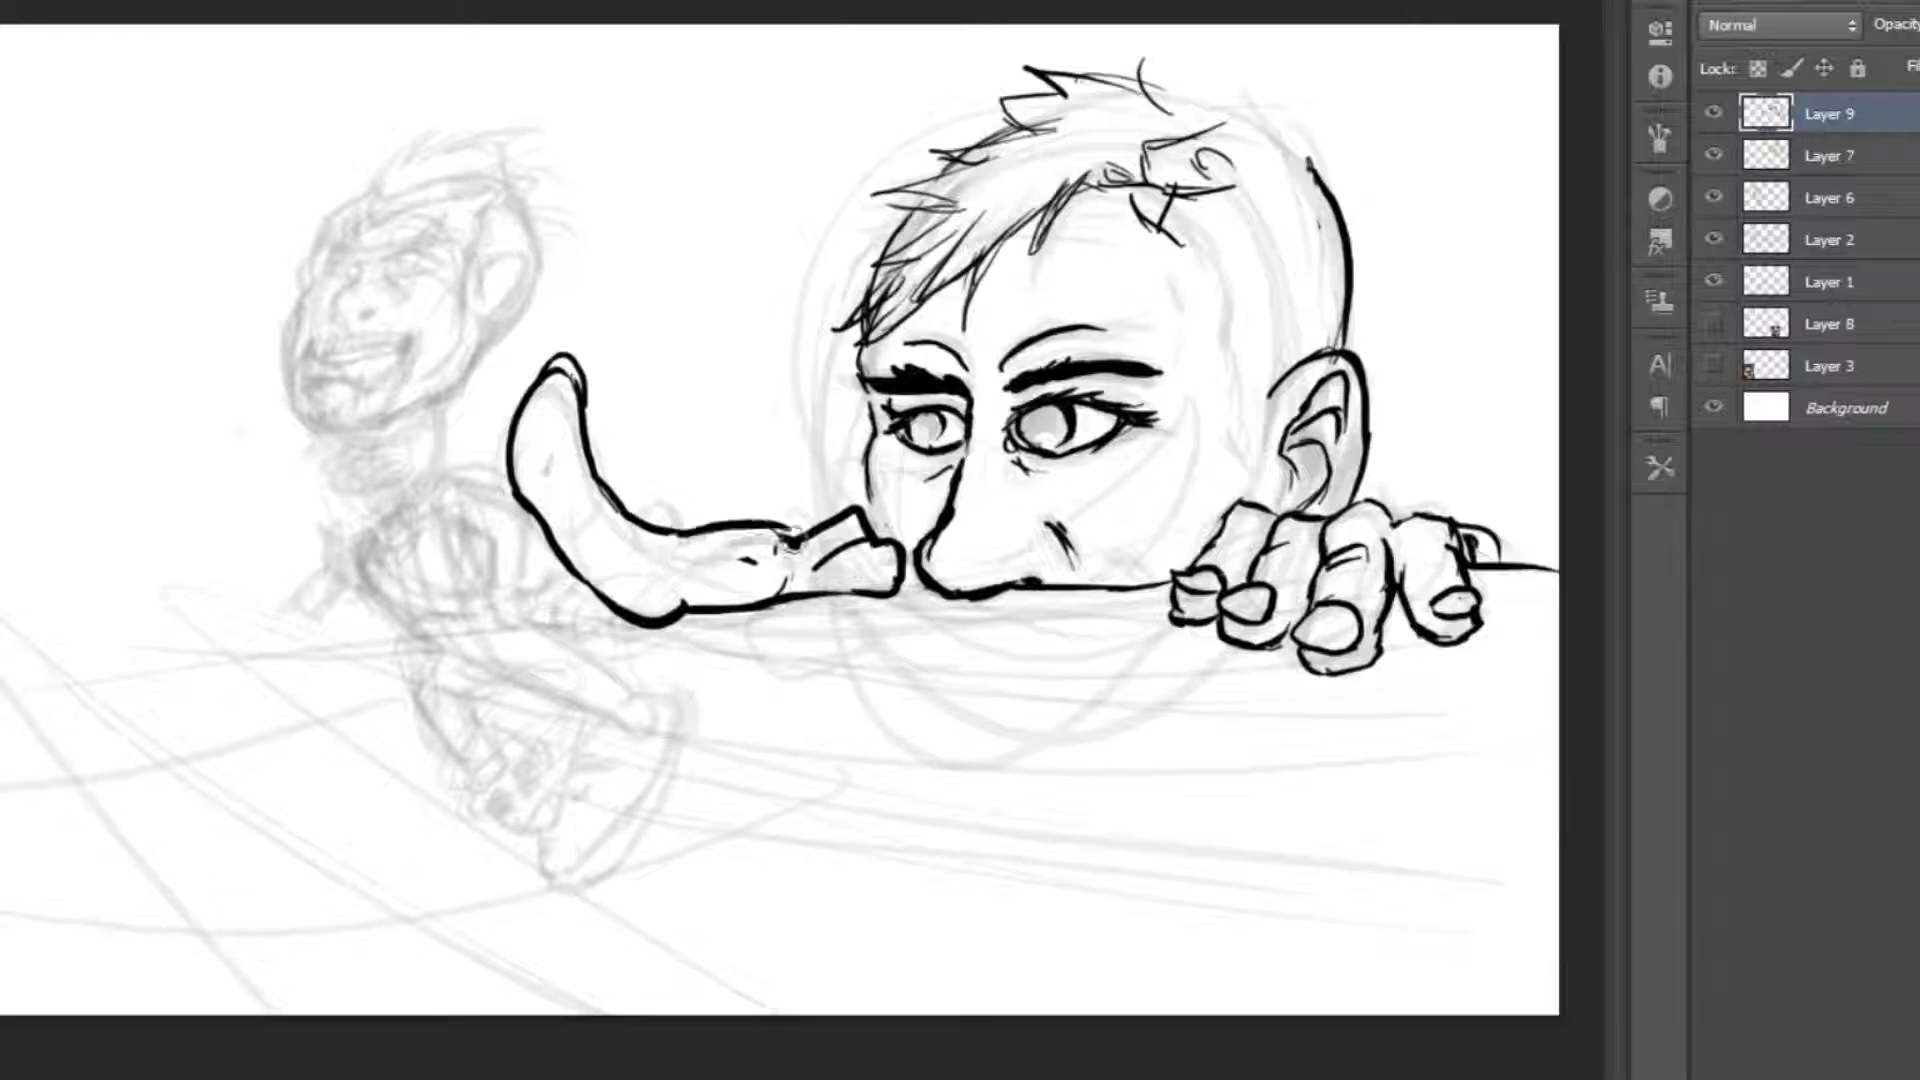 Normal
Opacity
Lock:
Layer 9
Layer 7
Layer 6
Layer 2
Layer 1
Layer 8
Layer 3
Background